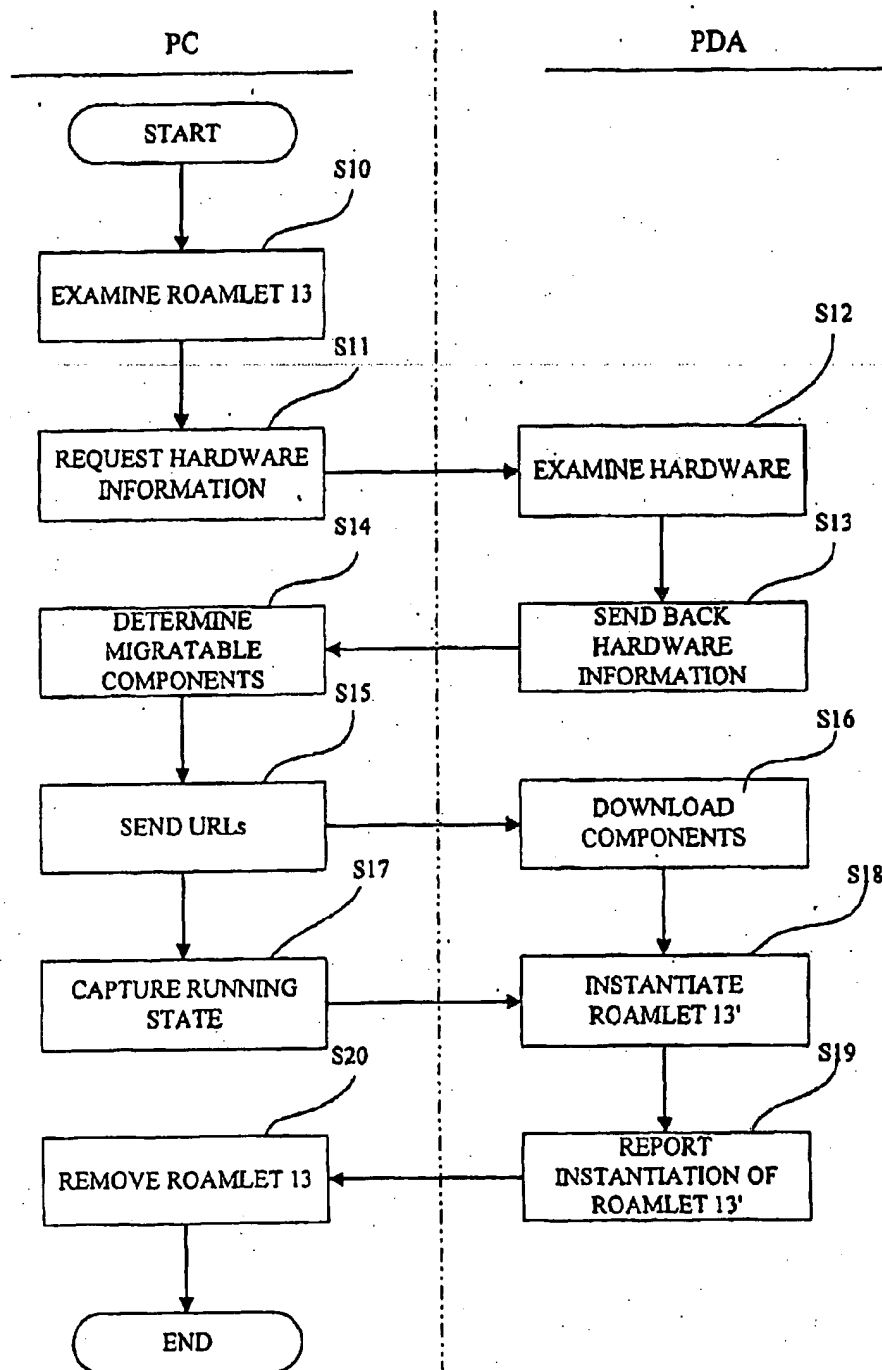 PC
PDA
START
S10
EXAMINE ROAMLET 13
S11
S12
REQUEST HARDWARE
INFORMATION
EXAMINE HARDWARE
S14
S13
DETERMINE
MIGRATABLE
COMPONENTS
SEND BACK
HARDWARE
INFORMATION
S15
S16
SEND URLs
DOWNLOAD
COMPONENTS
S17
S18
CAPTURE RUNNING
STATE
INSTANTIATE
ROAMLET 13'
S20
S19
REMOVE ROAMLET 13
REPORT
INSTANTIATION OF
ROAMLET 13'
END